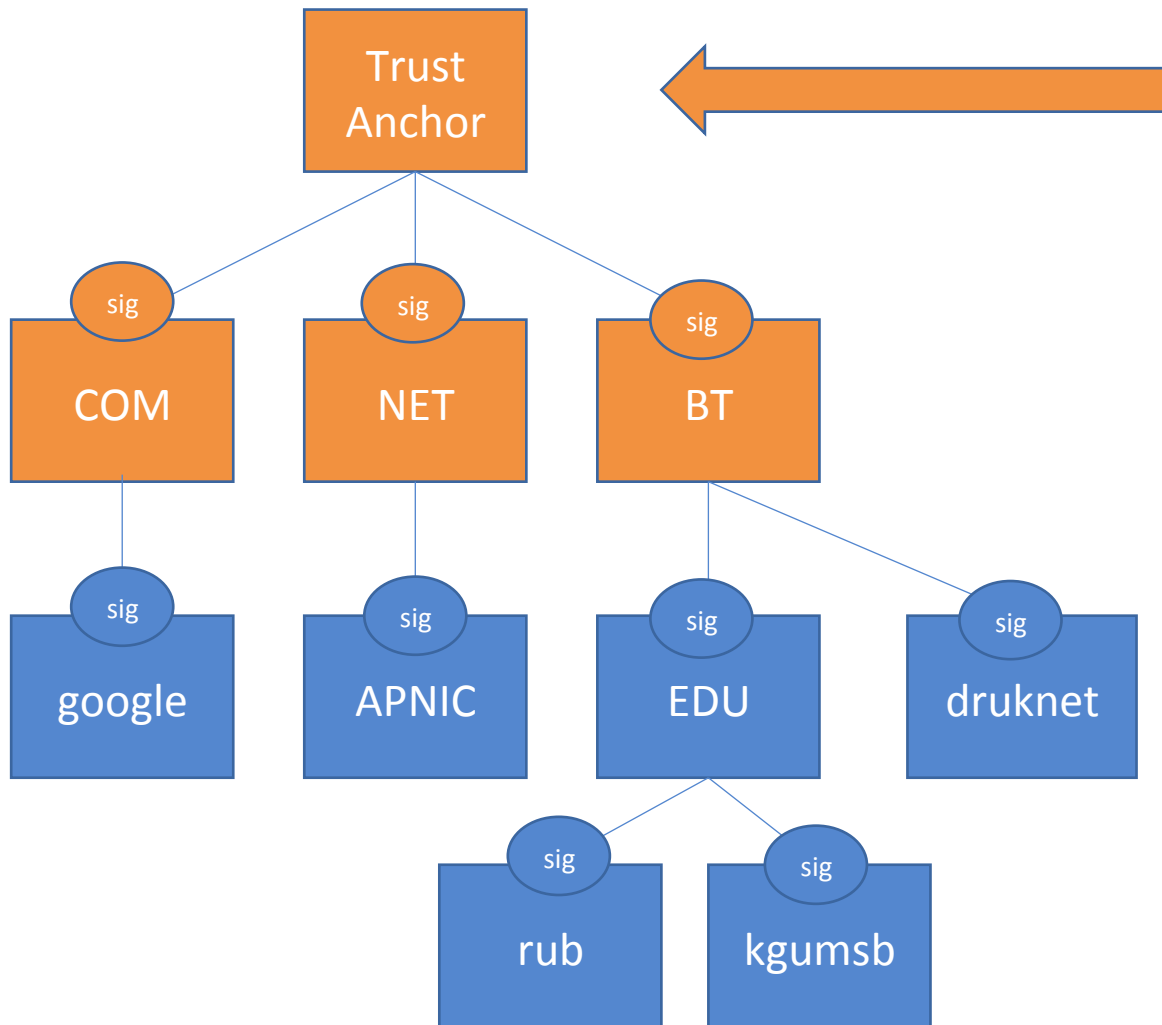 Trust
Anchor
sig
sig
sig
COM
NET
BT
sig
sig
sig
sig
google
APNIC
EDU
druknet
sig
sig
rub
kgumsb